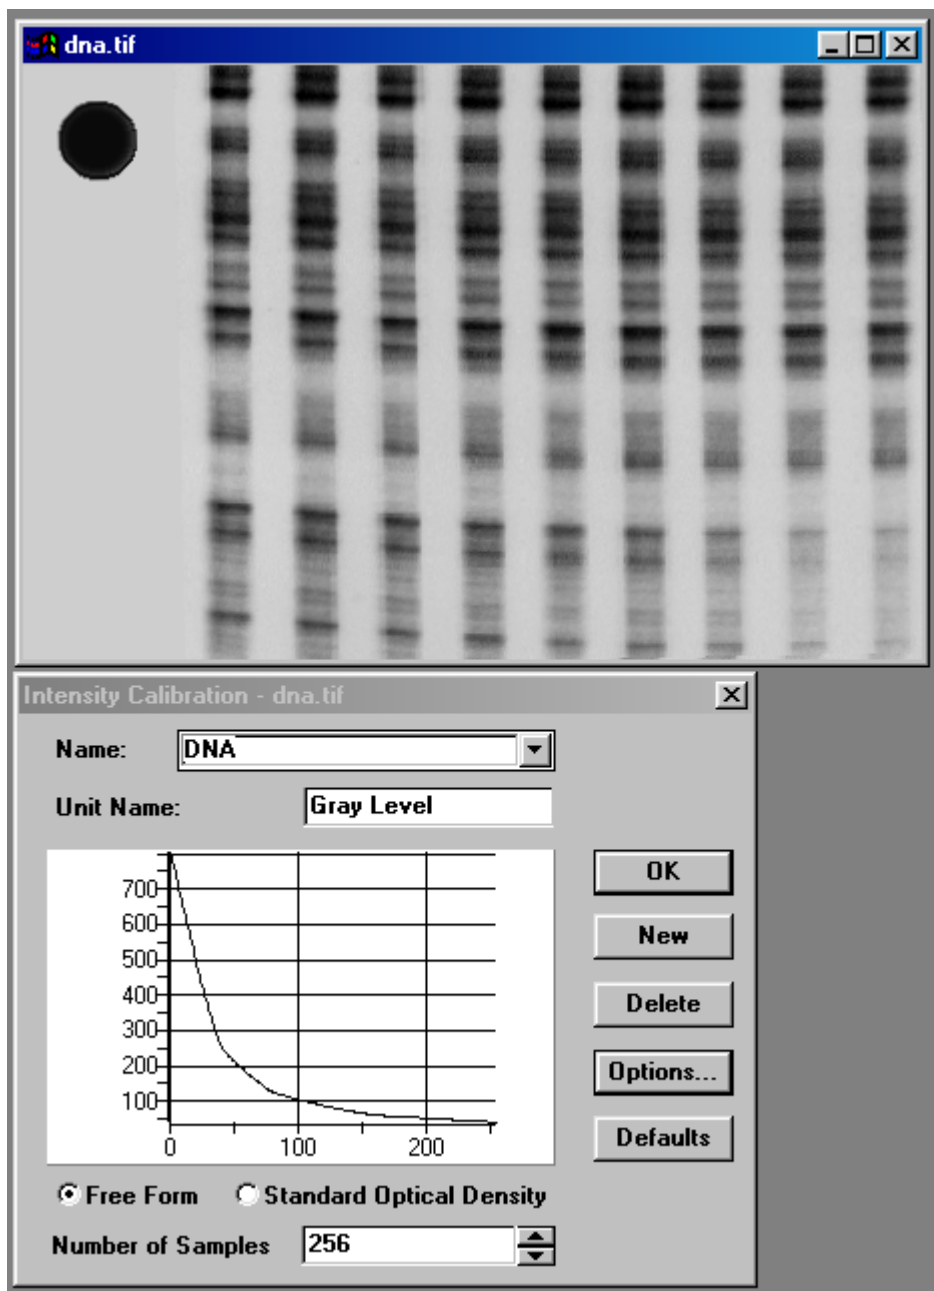 dna.tif
Intensity Calibration - dna.tif
Name: DNA
Unit Name: Gray Level
700
600
500
400
300
200
100
0 100 200
OK
New
Delete
Options...
Defaults
Free Form Standard Optical Density
Number of Samples 256